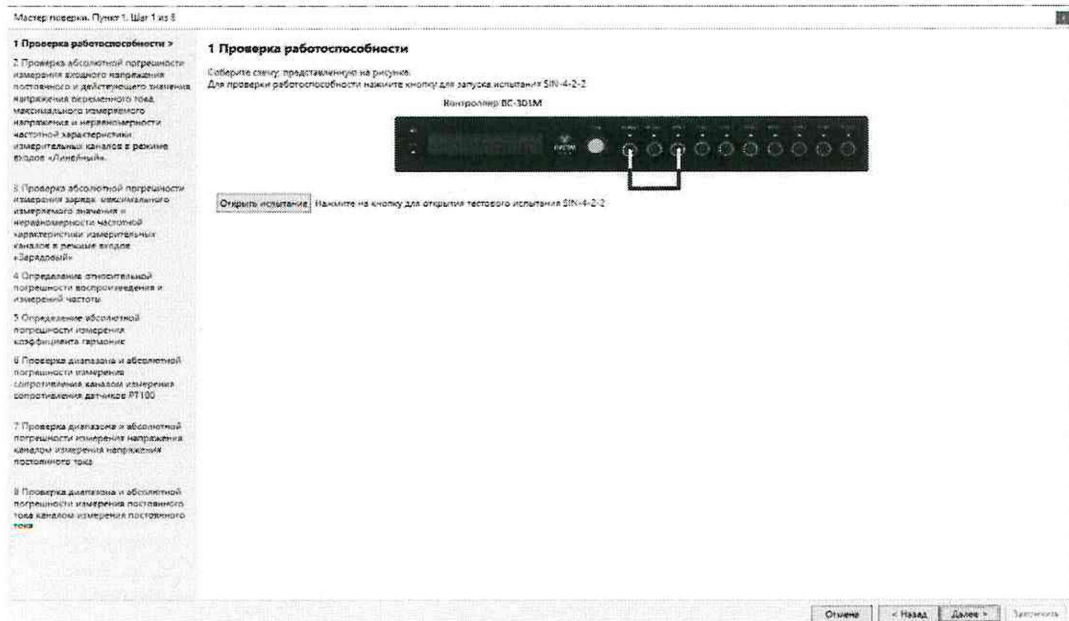 Мастер поверки. Пункт 1. Шаг 1 из 8
1 Проверка работоспособности >
2 Проверка абсолютной погрешности
измерения входного напряжения
постоянного и действующего значения
напряжения переменного тока,
максимального измеряемого
напряжения и неравномерности
частотной характеристики
измерительных каналов в режиме
входов «Линейный».
3 Проверка абсолютной погрешности
измерения заряда, максимального
измеряемого значения и
неравномерности частотной
характеристики измерительных
каналов в режиме входов
«Зарядовый»
4 Определение относительной
погрешности воспроизведения и
измерений частоты
5 Определение абсолютной
погрешности измерения
коэффициента гармоник
6 Проверка диапазона и абсолютной
погрешности измерения
сопротивления каналом измерения
сопротивления датчиков PT100
7 Проверка диапазона и абсолютной
погрешности измерения напряжения
каналом измерения напряжения
постоянного тока
8 Проверка диапазона и абсолютной
погрешности измерения постоянного
тока каналом измерения постоянного
тока
1 Проверка работоспособности
Соберите схему, представленную на рисунке.
Для проверки работоспособности нажмите кнопку для запуска испытания SIN-4-2-2
Контроллер ВС-301М
Открыть испытание Нажмите на кнопку для открытия тестового испытания SIN-4-2-2
Отмена < Назад Далее > Завершить